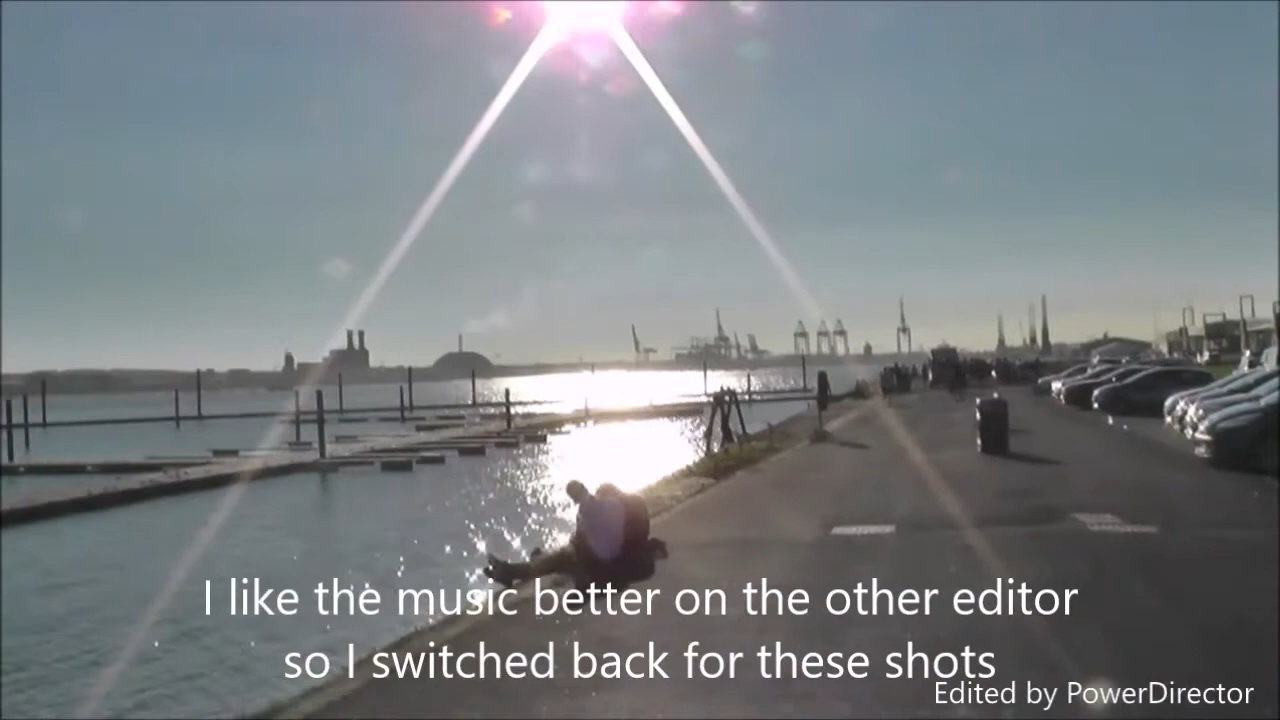 I like the music better on the other editor
so I switched back for these shots
Edited by PowerDirector